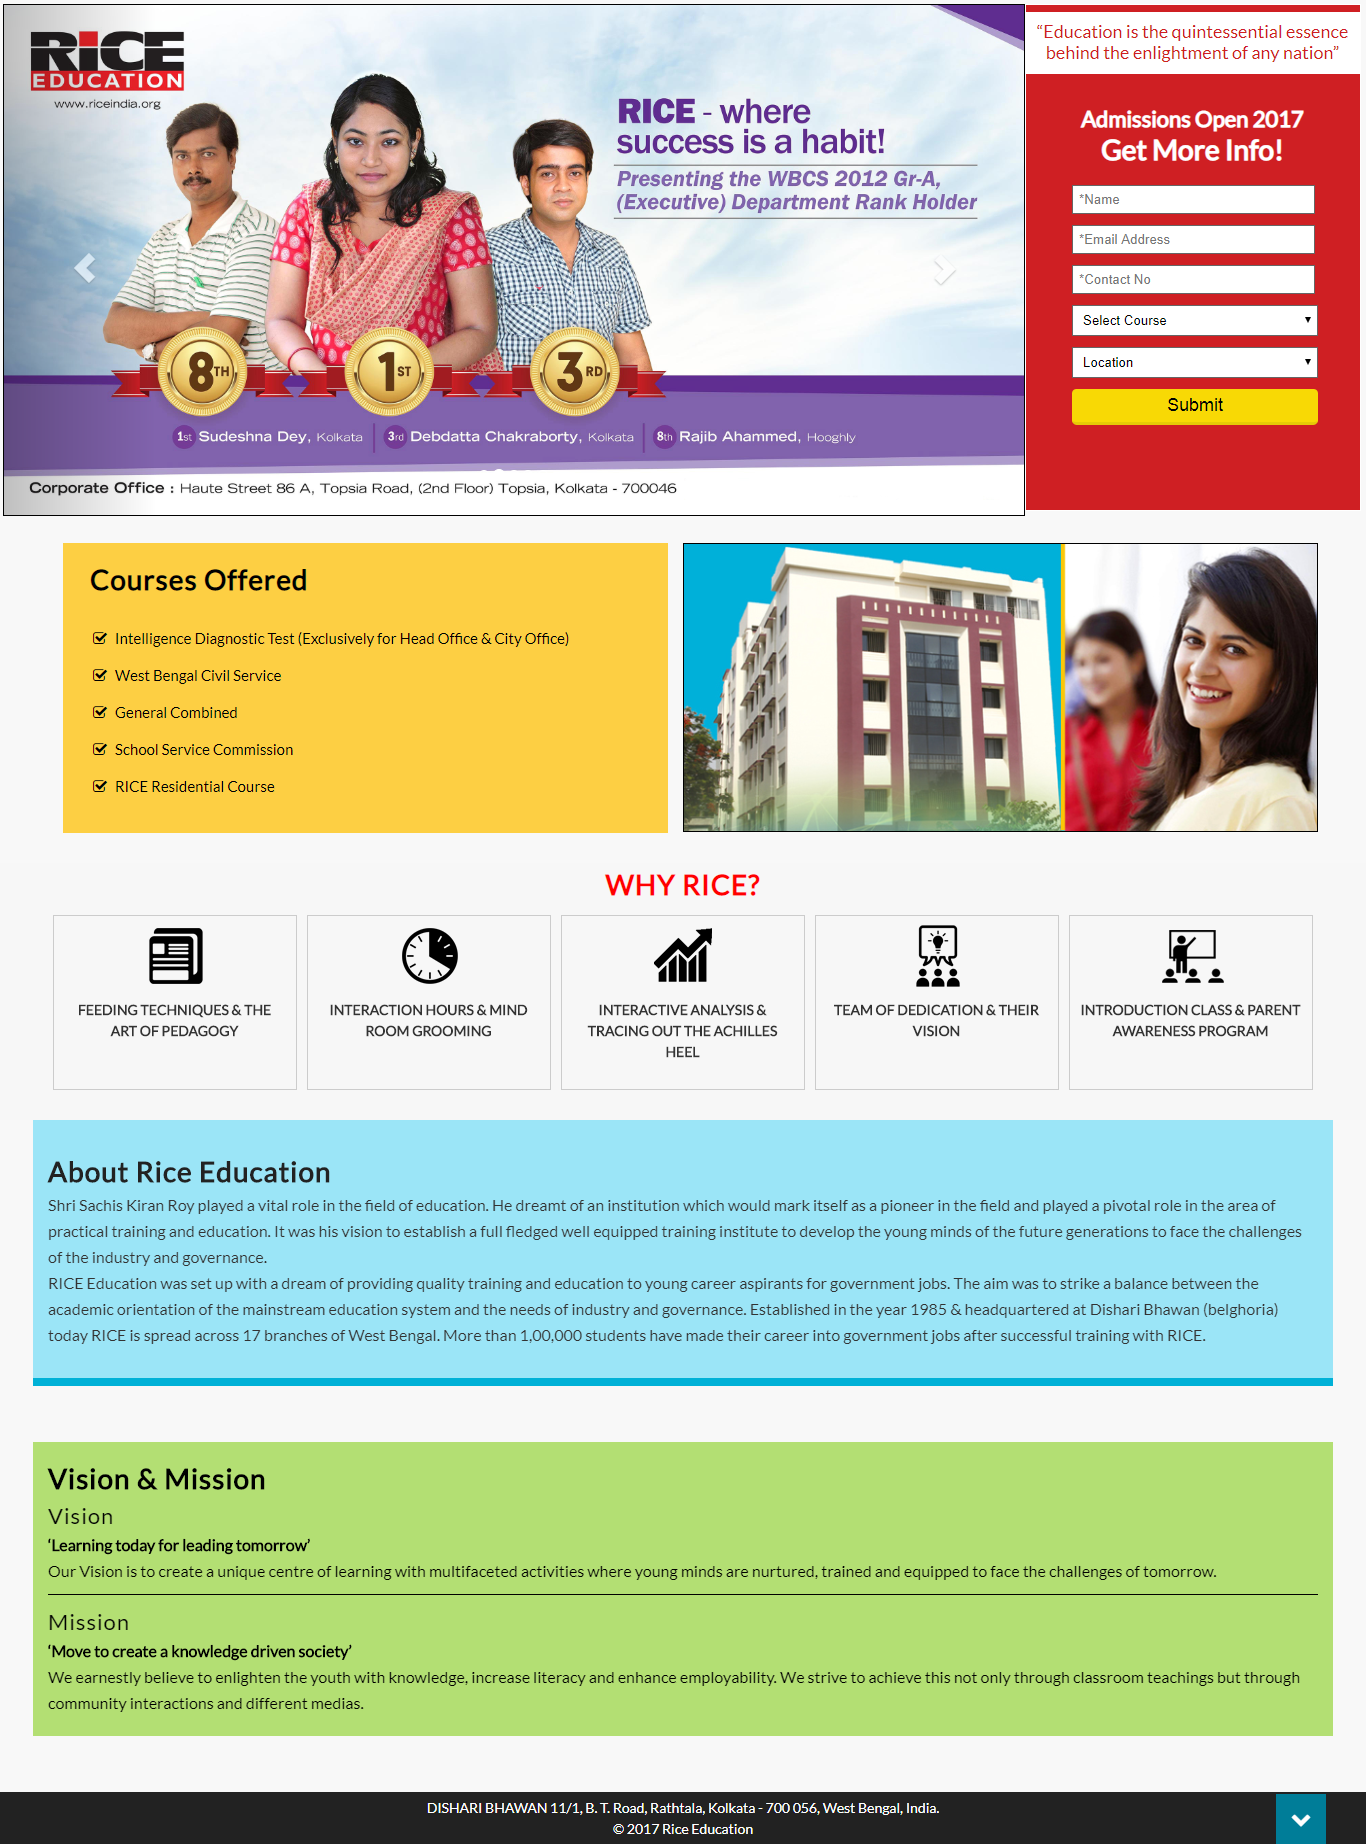 RICE
EDUCATION
www.riceindia.org
RICE - where
success is a habit!
Presenting the WBCS 2012 Gr-A,
(Executive) Department Rank Holder
8TH
1ST
3RD
1st Sudeshna Dey, Kolkata | 3rd Debdatta Chakraborty, Kolkata | 8th Rajib Ahammed, Hooghly
Corporate Office : Haute Street 86 A, Topsia Road, (2nd Floor) Topsia, Kolkata - 700046
“Education is the quintessential essence
behind the enlightment of any nation”
Admissions Open 2017
Get More Info!
*Name
*Email Address
*Contact No
Select Course
Location
Submit
Courses Offered
Intelligence Diagnostic Test (Exclusively for Head Office & City Office)
West Bengal Civil Service
General Combined
School Service Commission
RICE Residential Course
WHY RICE?
FEEDING TECHNIQUES & THE
ART OF PEDAGOGY
INTERACTION HOURS & MIND
ROOM GROOMING
INTERACTIVE ANALYSIS &
TRACING OUT THE ACHILLES
HEEL
TEAM OF DEDICATION & THEIR
VISION
INTRODUCTION CLASS & PARENT
AWARENESS PROGRAM
About Rice Education
Shri Sachis Kiran Roy played a vital role in the field of education. He dreamt of an institution which would mark itself as a pioneer in the field and played a pivotal role in the area of
practical training and education. It was his vision to establish a full fledged well equipped training institute to develop the young minds of the future generations to face the challenges
of the industry and governance.
RICE Education was set up with a dream of providing quality training and education to young career aspirants for government jobs. The aim was to strike a balance between the
academic orientation of the mainstream education system and the needs of industry and governance. Established in the year 1985 & headquartered at Dishari Bhawan (belghoria)
today RICE is spread across 17 branches of West Bengal. More than 1,00,000 students have made their career into government jobs after successful training with RICE.
Vision & Mission
Vision
‘Learning today for leading tomorrow’
Our Vision is to create a unique centre of learning with multifaceted activities where young minds are nurtured, trained and equipped to face the challenges of tomorrow.
Mission
‘Move to create a knowledge driven society’
We earnestly believe to enlighten the youth with knowledge, increase literacy and enhance employability. We strive to achieve this not only through classroom teachings but through
community interactions and different medias.
DISHARI BHAWAN 11/1, B. T. Road, Rathtala, Kolkata - 700 056, West Bengal, India.
© 2017 Rice Education